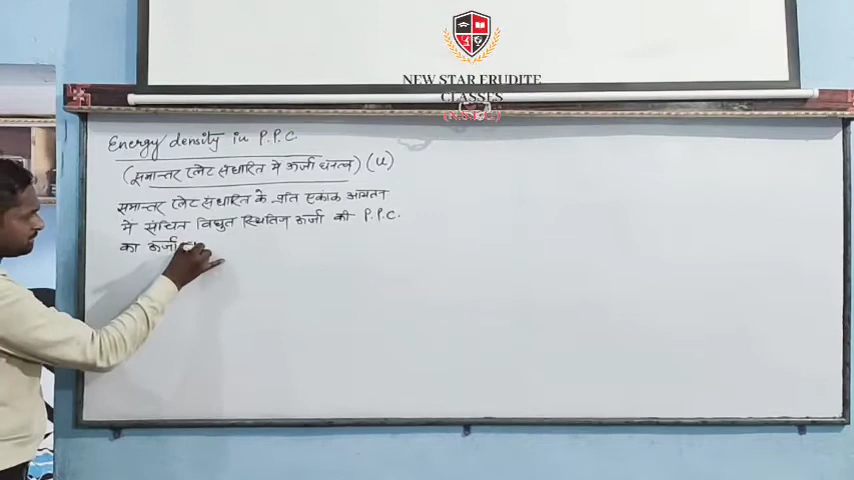 NEW STAR ERUDITE
CLASSES
Energy density in P.P.C
(समान्तर प्लेट संधारित्र में ऊर्जा घनत्व) (u)
समान्तर प्लेट संधारित्र के प्रति एकांक आयतन
में संचित विद्युत स्थितिज ऊर्जा को P.P.C.
का ऊर्जा